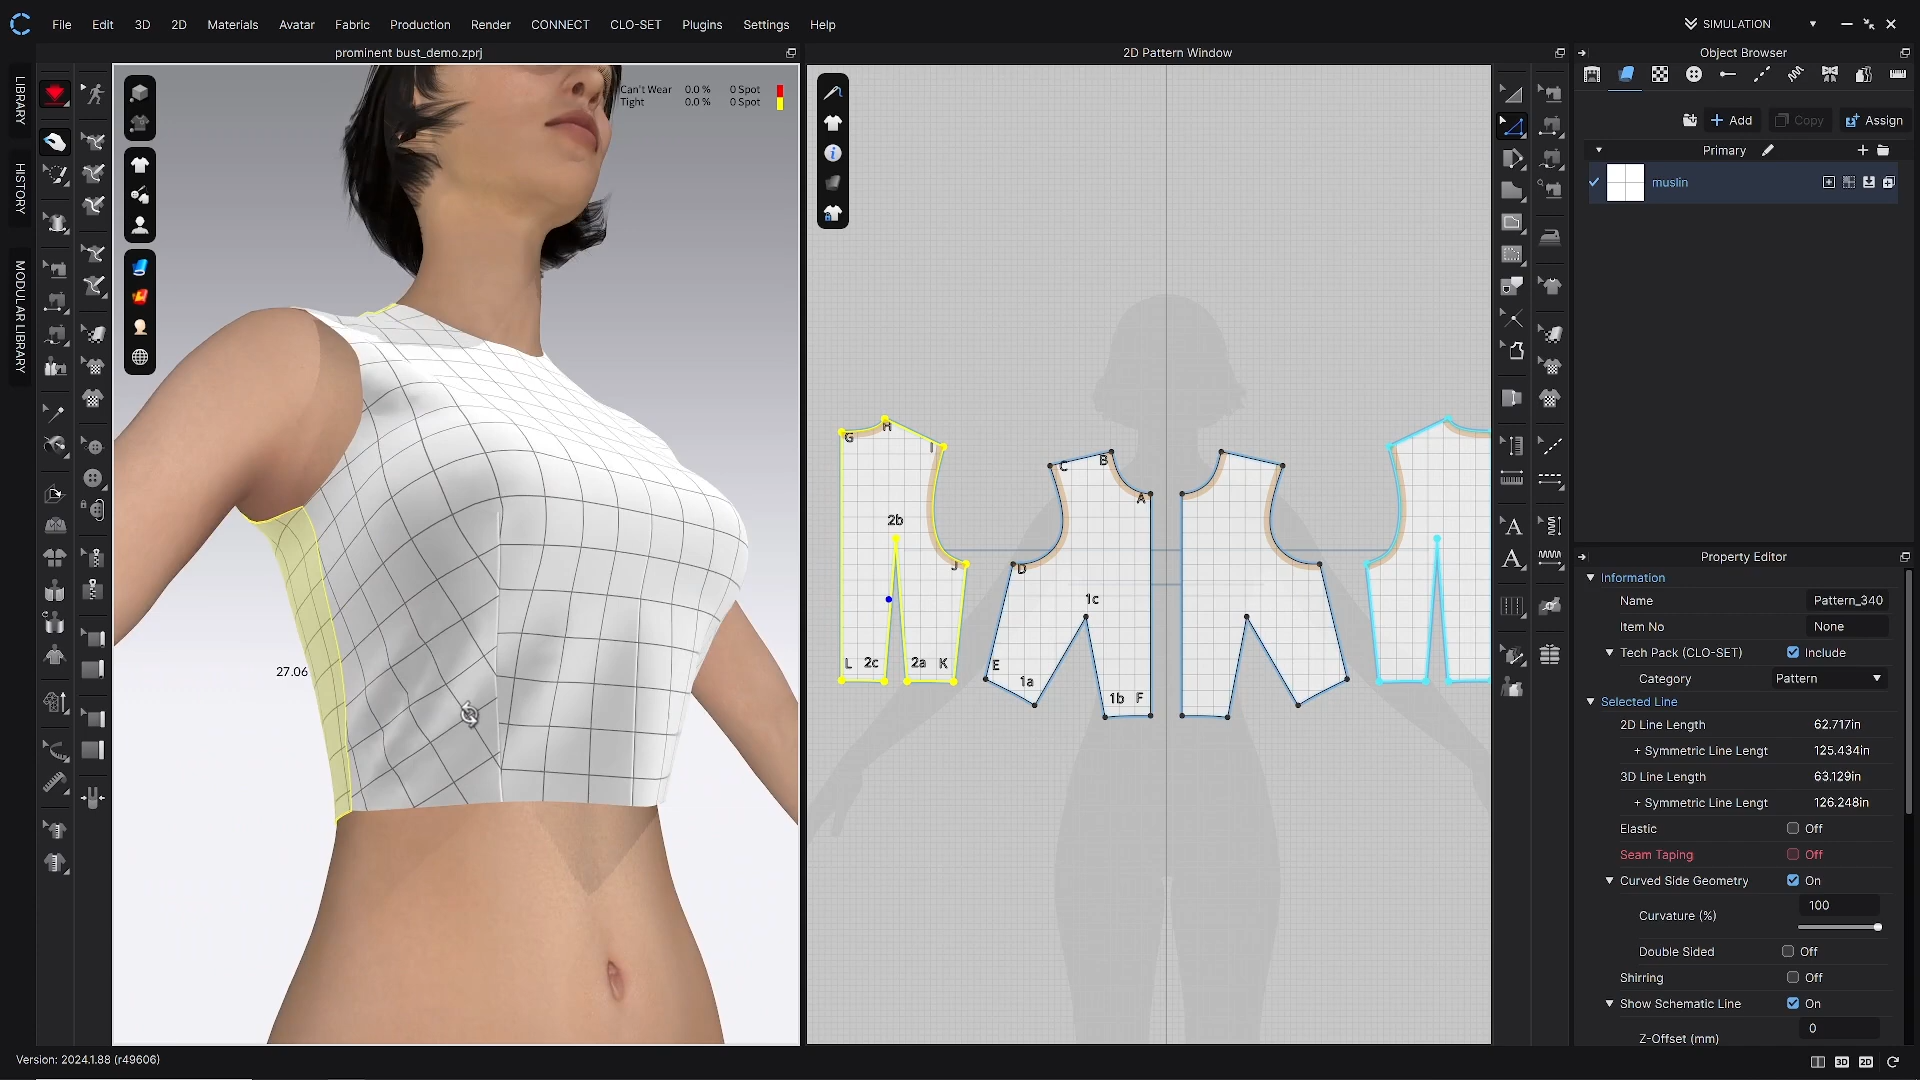 File Edit 3D 2D Materials Avatar Fabric Production Render CONNECT CLO-SET Plugins Settings Help SIMULATION
prominent bust_demo.zprj
2D Pattern Window
Object Browser
LIBRARY
HISTORY
MODULAR LIBRARY
Can't Wear 0.0 % 0 Spot
Tight 0.0 % 0 Spot
27.06
G
H
I
2b
J
L 2c 2a K
C
B
A
D
1c
E
1a
1b F
Add Copy Assign
Primary
muslin
Property Editor
Information
Name Pattern_340
Item No None
Tech Pack (CLO-SET) Include
Category Pattern
Selected Line
2D Line Length 62.717in
+ Symmetric Line Lengt 125.434in
3D Line Length 63.129in
+ Symmetric Line Lengt 126.248in
Elastic Off
Seam Taping Off
Curved Side Geometry On
Curvature (%) 100
Double Sided Off
Shirring Off
Show Schematic Line On
Z-Offset (mm) 0
Version: 2024.1.88 (r49606)
3D 2D